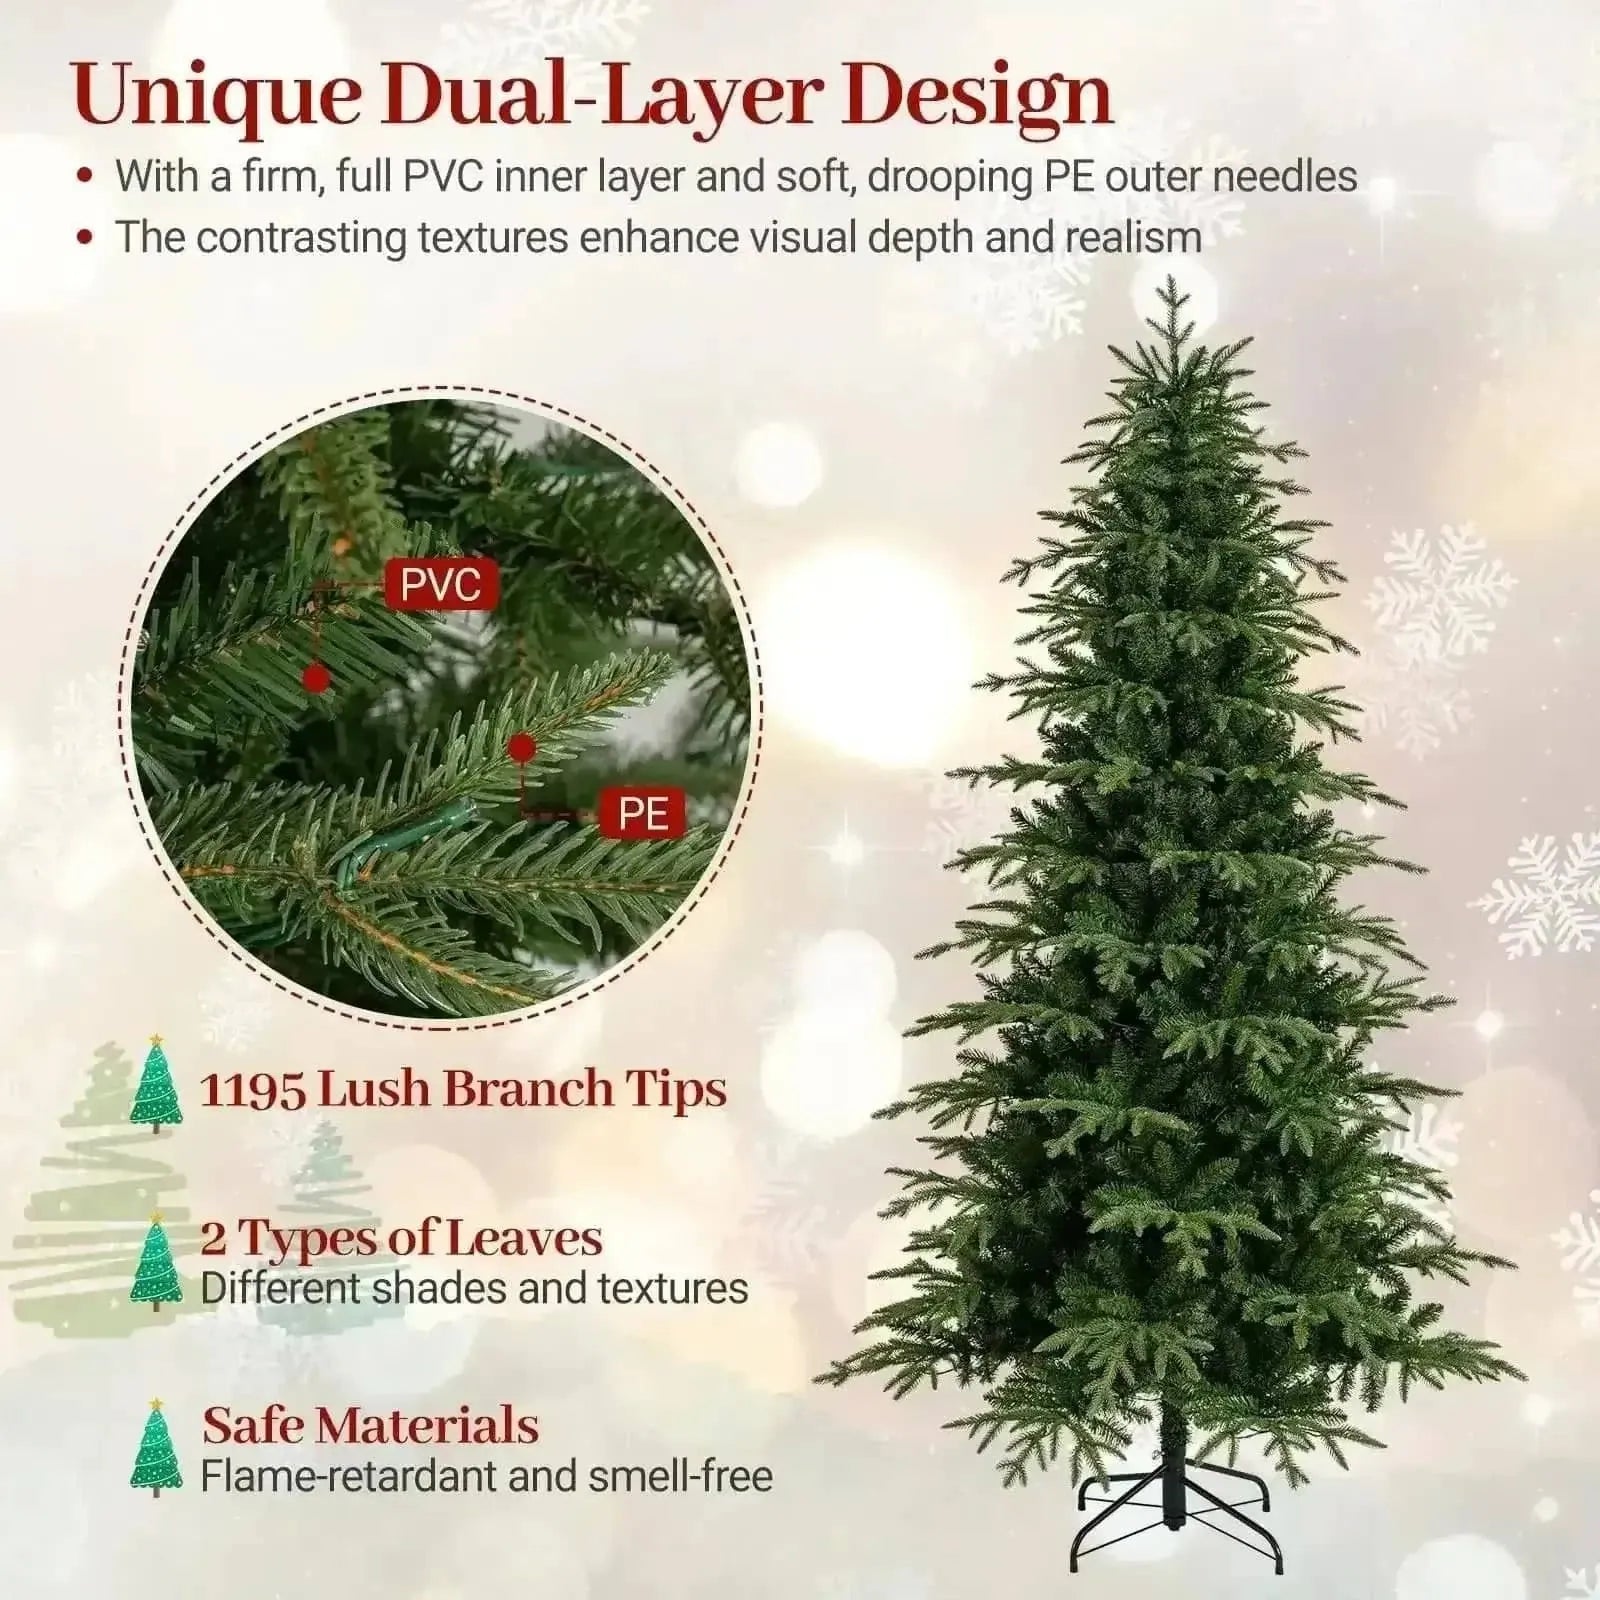 Unique Dual-Layer Design
• With a firm, full PVC inner layer and soft, drooping PE outer needles
• The contrasting textures enhance visual depth and realism
PVC
PE
1195 Lush Branch Tips
2 Types of Leaves
Different shades and textures
Safe Materials
Flame-retardant and smell-free